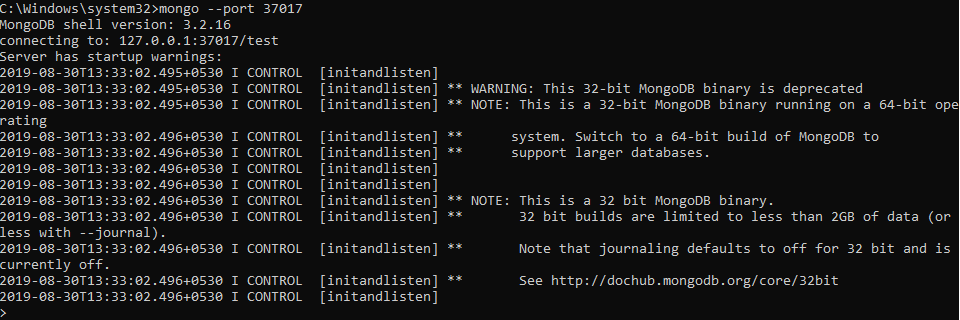 C:\Windows\system32>mongo --port 37017
MongoDB shell version: 3.2.16
connecting to: 127.0.0.1:37017/test
Server has startup warnings:
2019-08-30T13:33:02.495+0530 I CONTROL  [initandlisten]
2019-08-30T13:33:02.495+0530 I CONTROL  [initandlisten] ** WARNING: This 32-bit MongoDB binary is deprecated
2019-08-30T13:33:02.495+0530 I CONTROL  [initandlisten] ** NOTE: This is a 32-bit MongoDB binary running on a 64-bit ope
rating
2019-08-30T13:33:02.496+0530 I CONTROL  [initandlisten] **      system. Switch to a 64-bit build of MongoDB to
2019-08-30T13:33:02.496+0530 I CONTROL  [initandlisten] **      support larger databases.
2019-08-30T13:33:02.496+0530 I CONTROL  [initandlisten]
2019-08-30T13:33:02.496+0530 I CONTROL  [initandlisten]
2019-08-30T13:33:02.496+0530 I CONTROL  [initandlisten] ** NOTE: This is a 32 bit MongoDB binary.
2019-08-30T13:33:02.496+0530 I CONTROL  [initandlisten] **       32 bit builds are limited to less than 2GB of data (or
less with --journal).
2019-08-30T13:33:02.496+0530 I CONTROL  [initandlisten] **       Note that journaling defaults to off for 32 bit and is
currently off.
2019-08-30T13:33:02.496+0530 I CONTROL  [initandlisten] **       See http://dochub.mongodb.org/core/32bit
2019-08-30T13:33:02.496+0530 I CONTROL  [initandlisten]
>